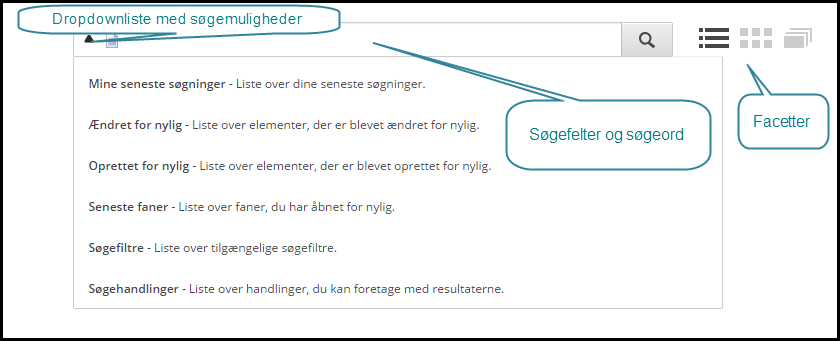 Dropdownliste med søgemuligheder
Mine seneste søgninger - Liste over dine seneste søgninger.
Ændret for nylig - Liste over elementer, der er blevet ændret for nylig.
Søgefelter og søgeord
Facetter
Oprettet for nylig - Liste over elementer, der er blevet oprettet for nylig.
Seneste faner - Liste over faner, du har åbnet for nylig.
Søgefiltre - Liste over tilgængelige søgefiltre.
Søgehandlinger - Liste over handlinger, du kan foretage med resultaterne.